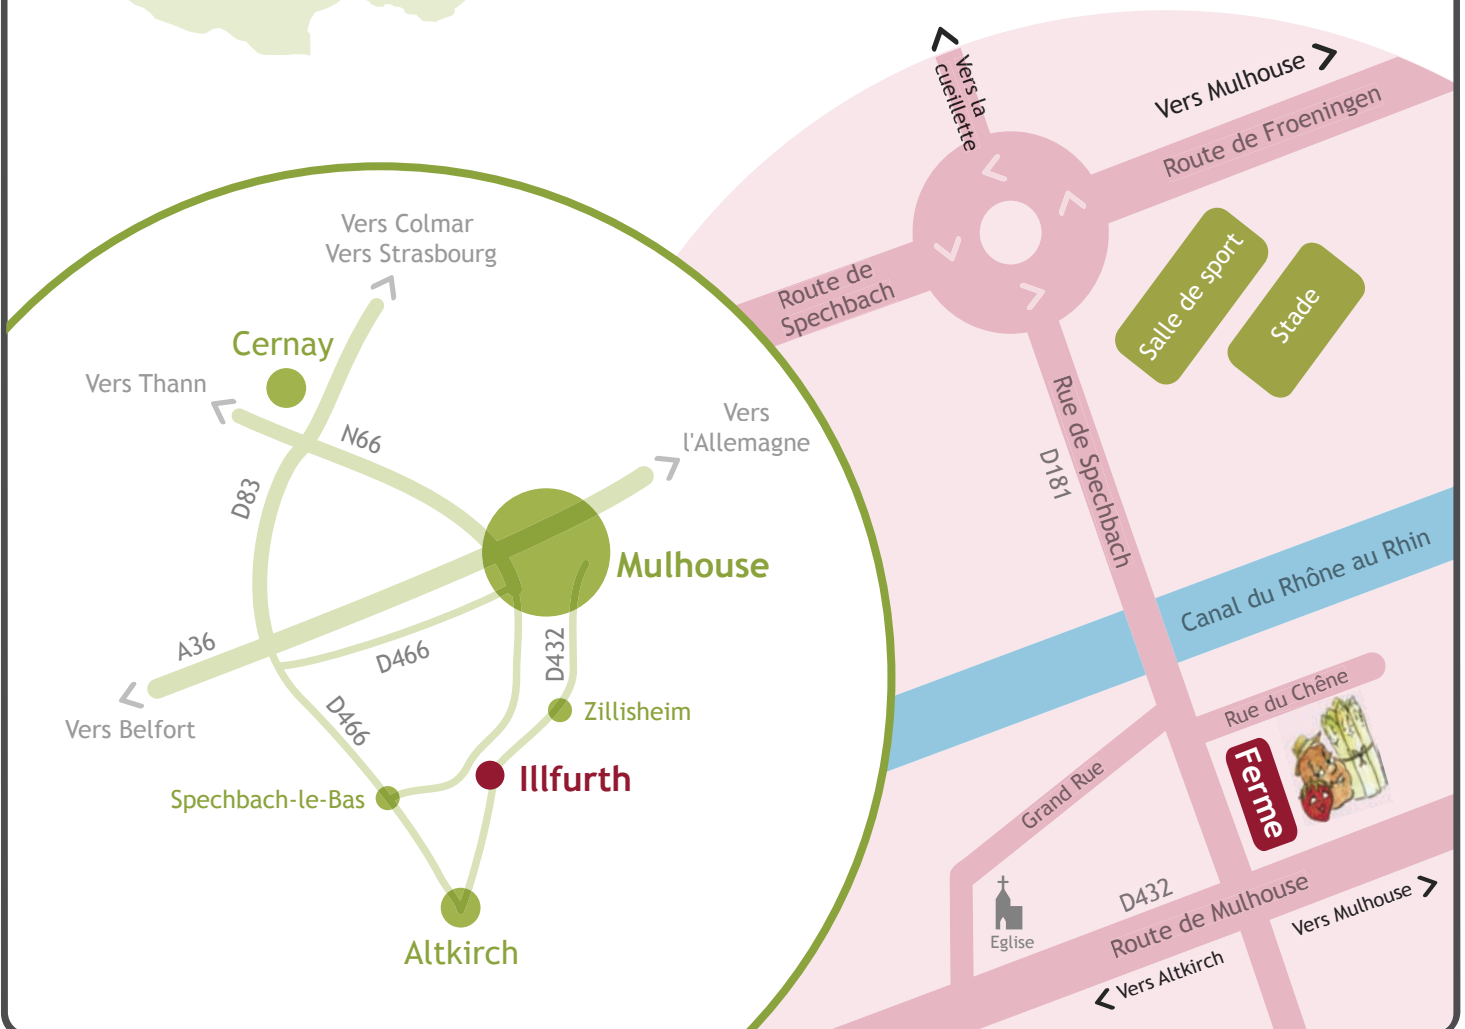 Vers Colmar
Vers Strasbourg
Cernay
Vers Thann
N66
D83
Vers
l'Allemagne
Mulhouse
A36
D466
D432
Vers Belfort
D466
Zillisheim
Illfurth
Spechbach-le-Bas
Altkirch
Vers la
cueillette
Vers Mulhouse
Route de Froeningen
Route de
Spechbach
Salle de sport
Stade
Rue de Spechbach
D181
Canal du Rhône au Rhin
Rue du Chêne
Ferme
Grand Rue
Eglise
D432
Route de Mulhouse
Vers Mulhouse
Vers Altkirch